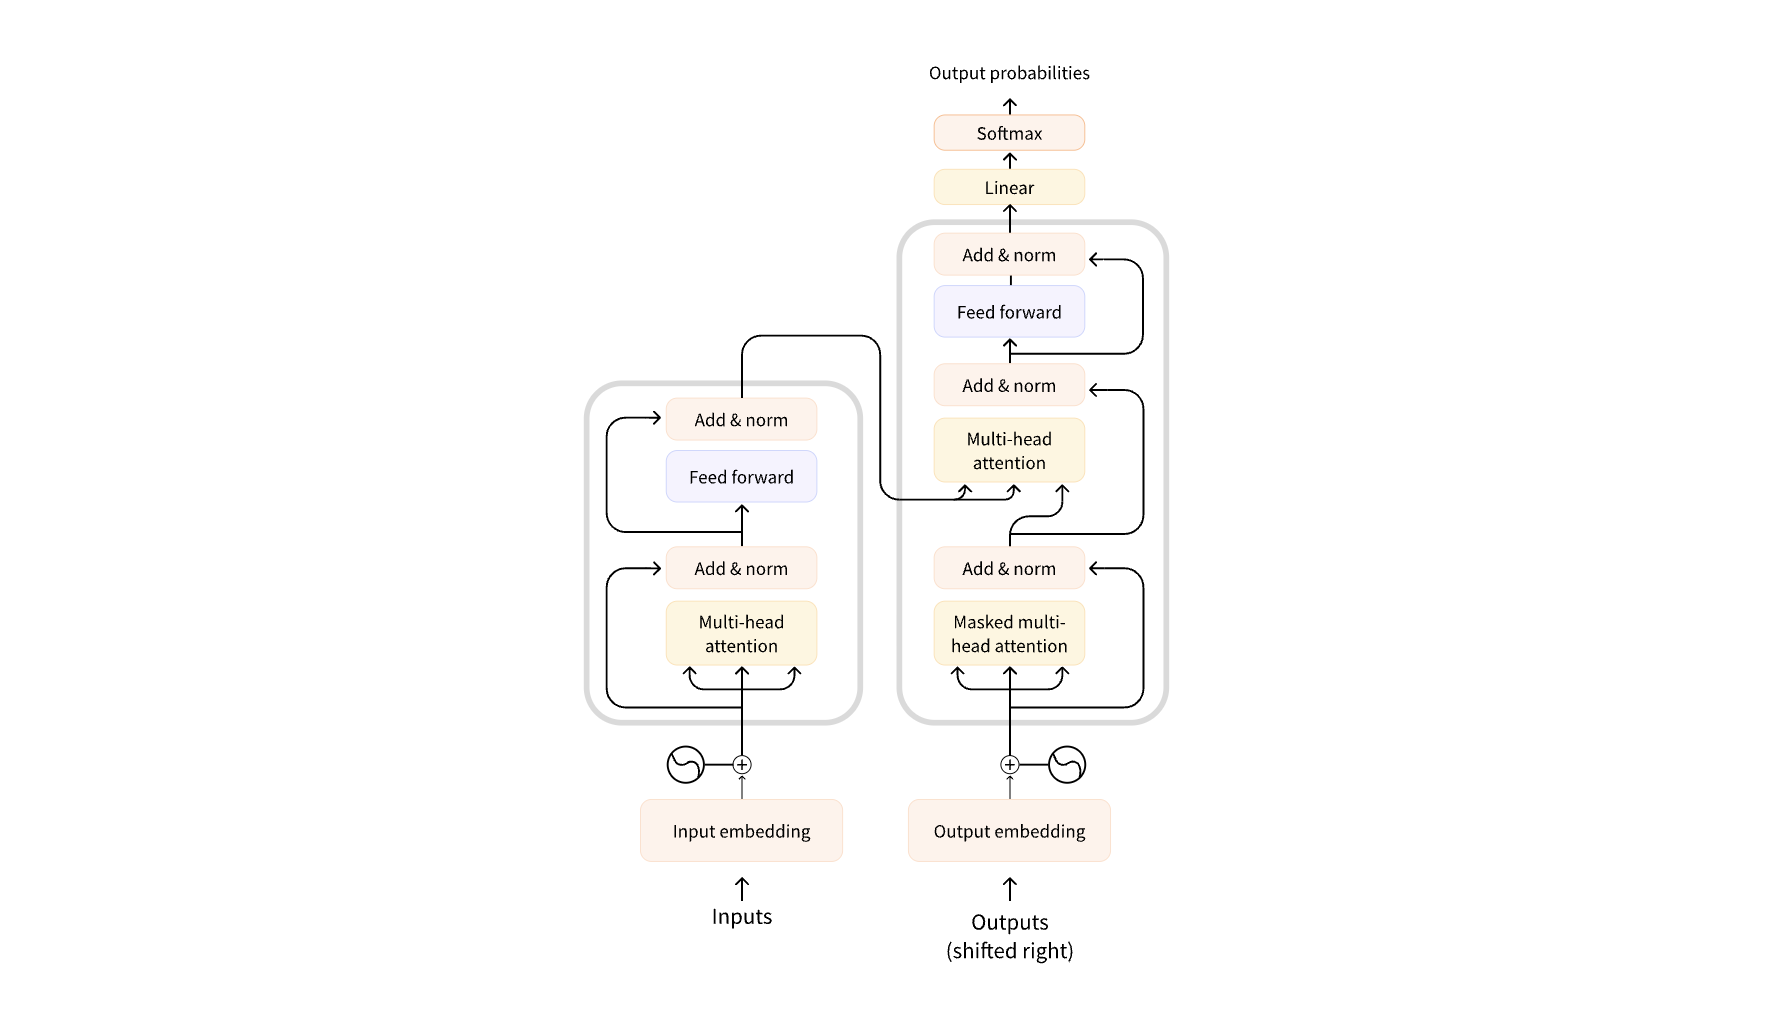 Output probabilities
Softmax
Linear
Add & norm
Feed forward
Add & norm
Multi-head
attention
Add & norm
Masked multi-
head attention
Add & norm
Feed forward
Add & norm
Multi-head
attention
Input embedding
Output embedding
Inputs
Outputs
(shifted right)